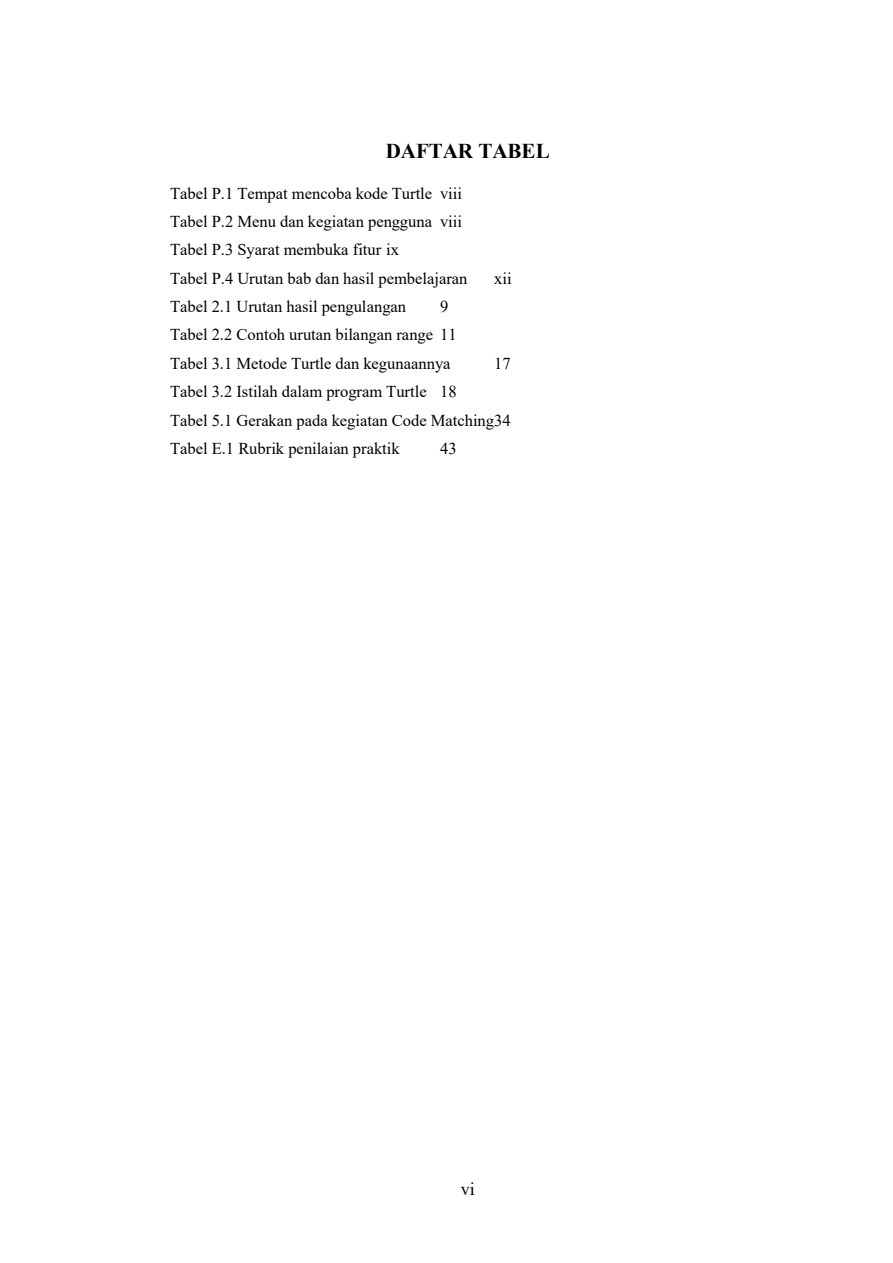 DAFTAR TABEL
Tabel P.1 Tempat mencoba kode Turtle viii
Tabel P.2 Menu dan kegiatan pengguna viii
Tabel P.3 Syarat membuka fitur ix
Tabel P.4 Urutan bab dan hasil pembelajaran xii
Tabel 2.1 Urutan hasil pengulangan 9
Tabel 2.2 Contoh urutan bilangan range 11
Tabel 3.1 Metode Turtle dan kegunaannya 17
Tabel 3.2 Istilah dalam program Turtle 18
Tabel 5.1 Gerakan pada kegiatan Code Matching34
Tabel E.1 Rubrik penilaian praktik 43
vi